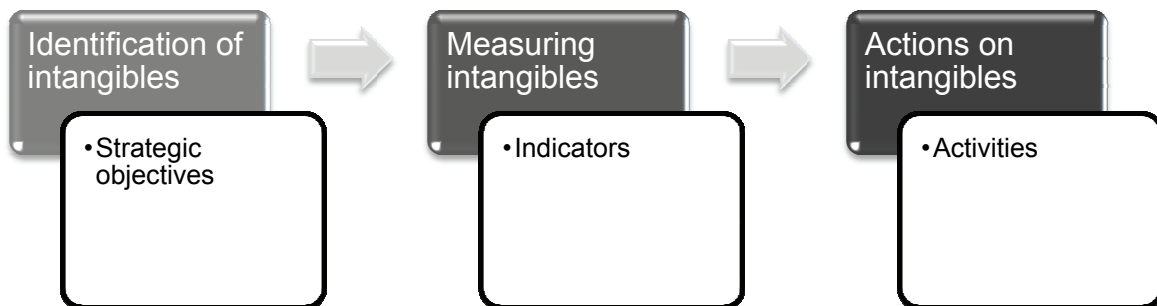 Identification of
intangibles
•Strategic
objectives
Measuring
intangibles
•Indicators
Actions on
intangibles
•Activities